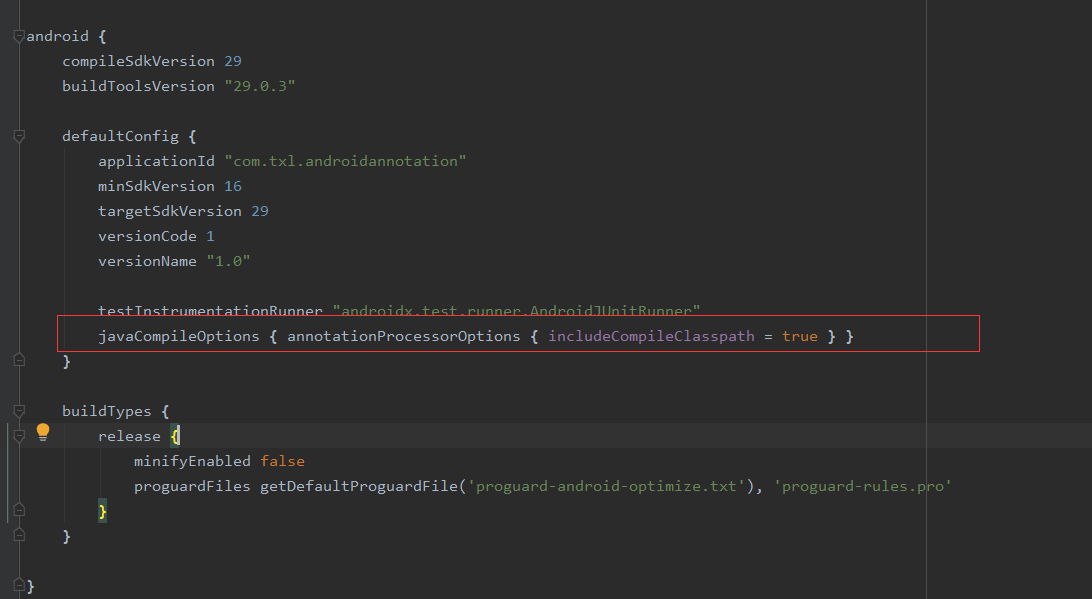 android {
compileSdkVersion 29
buildToolsVersion "29.0.3"
defaultConfig {
applicationId "com.txl.androidannotation"
minSdkVersion 16
targetSdkVersion 29
versionCode 1
versionName "1.0"
testInstrumentationRunner "androidx.test.runner.AndroidJUnitRunner"
javaCompileOptions { annotationProcessorOptions { includeCompileClasspath = true } }
}
buildTypes {
release {
minifyEnabled false
proguardFiles getDefaultProguardFile('proguard-android-optimize.txt'), 'proguard-rules.pro'
}
}
}